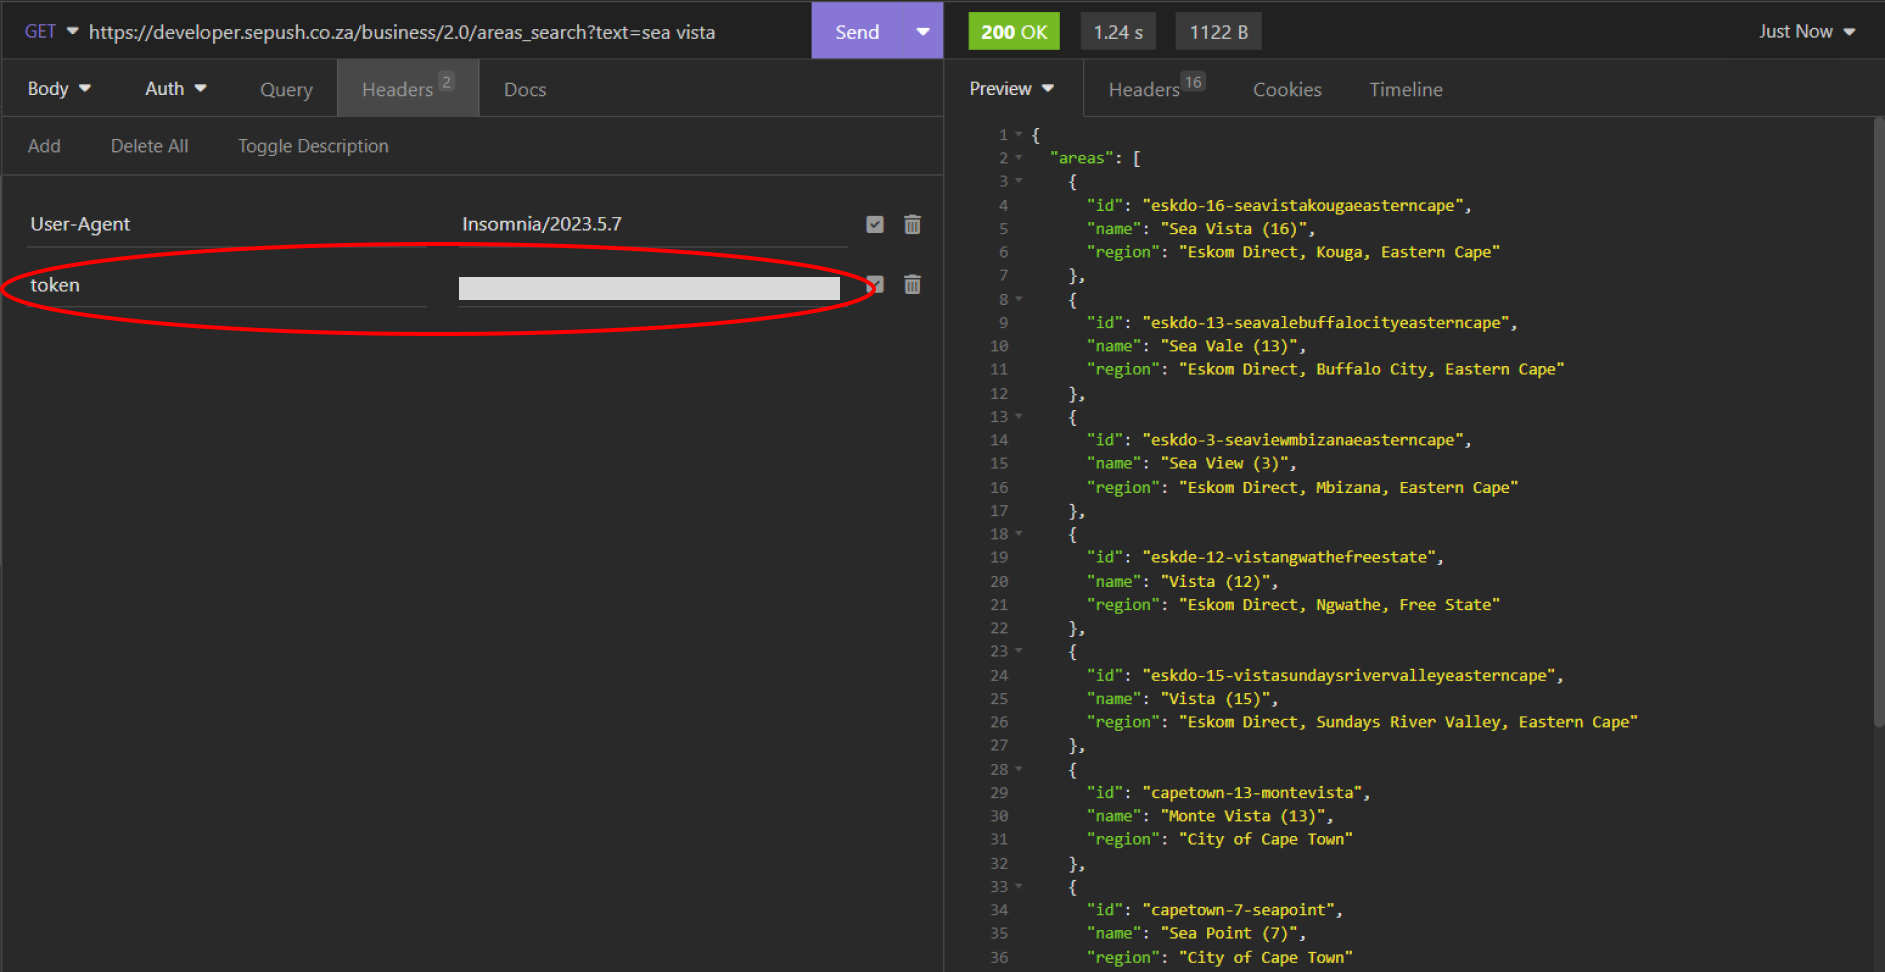 GET https://developer.sepush.co.za/business/2.0/areas_search?text=sea vista Send
200 OK 1.24 s 1122 B Just Now
Body Auth Query Headers 2 Docs
Add Delete All Toggle Description
User-Agent Insomnia/2023.5.7
token
Preview Headers 16 Cookies Timeline
1 {
2 "areas": [
3 {
4 "id": "eskdo-16-seavistakougaeasterncape",
5 "name": "Sea Vista (16)",
6 "region": "Eskom Direct, Kouga, Eastern Cape"
7 },
8 {
9 "id": "eskdo-13-seavalebuffalocityeasterncape",
10 "name": "Sea Vale (13)",
11 "region": "Eskom Direct, Buffalo City, Eastern Cape"
12 },
13 {
14 "id": "eskdo-3-seaviewmbizanaeasterncape",
15 "name": "Sea View (3)",
16 "region": "Eskom Direct, Mbizana, Eastern Cape"
17 },
18 {
19 "id": "eskde-12-vistangwathefreestate",
20 "name": "Vista (12)",
21 "region": "Eskom Direct, Ngwathe, Free State"
22 },
23 {
24 "id": "eskdo-15-vistasundaysrivervalleyeasterncape",
25 "name": "Vista (15)",
26 "region": "Eskom Direct, Sundays River Valley, Eastern Cape"
27 },
28 {
29 "id": "capetown-13-montevista",
30 "name": "Monte Vista (13)",
31 "region": "City of Cape Town"
32 },
33 {
34 "id": "capetown-7-seapoint",
35 "name": "Sea Point (7)",
36 "region": "City of Cape Town"